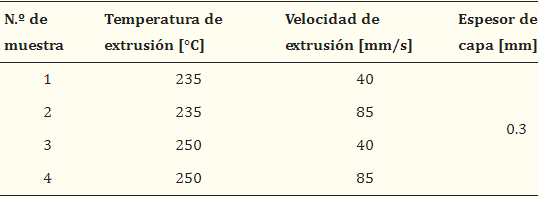 N.º de Temperatura de Velocidad de Espesor de
muestra extrusión [°C] extrusión [mm/s] capa [mm]
1 235 40
2 235 85
0.3
3 250 40
4 250 85